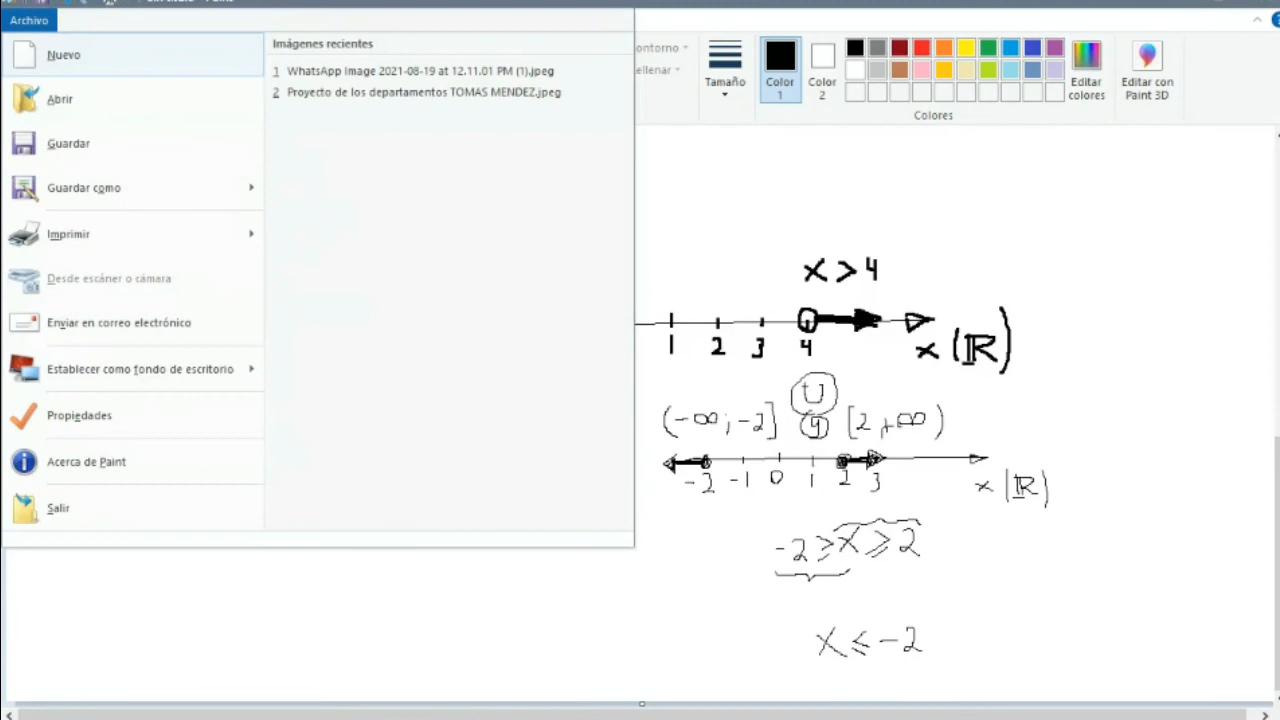 Archivo
Nuevo
Abrir
Guardar
Guardar como
Imprimir
Desde escáner o cámara
Enviar en correo electrónico
Establecer como fondo de escritorio
Propiedades
Acerca de Paint
Salir
Imágenes recientes
1 WhatsApp Image 2021-08-19 at 12.11.01 PM (1).jpeg
2 Proyecto de los departamentos TOMAS MENDEZ.jpeg
ontorno
ellenar
Tamaño
Color 1
Color 2
Editar colores
Editar con Paint 3D
Colores
x > 4
1 2 3 4 x (ℝ)
U
(-∞; -2] y [2, +∞)
-2 -1 0 1 2 3 x (ℝ)
-2 ≥ x ≥ 2
x ≤ -2